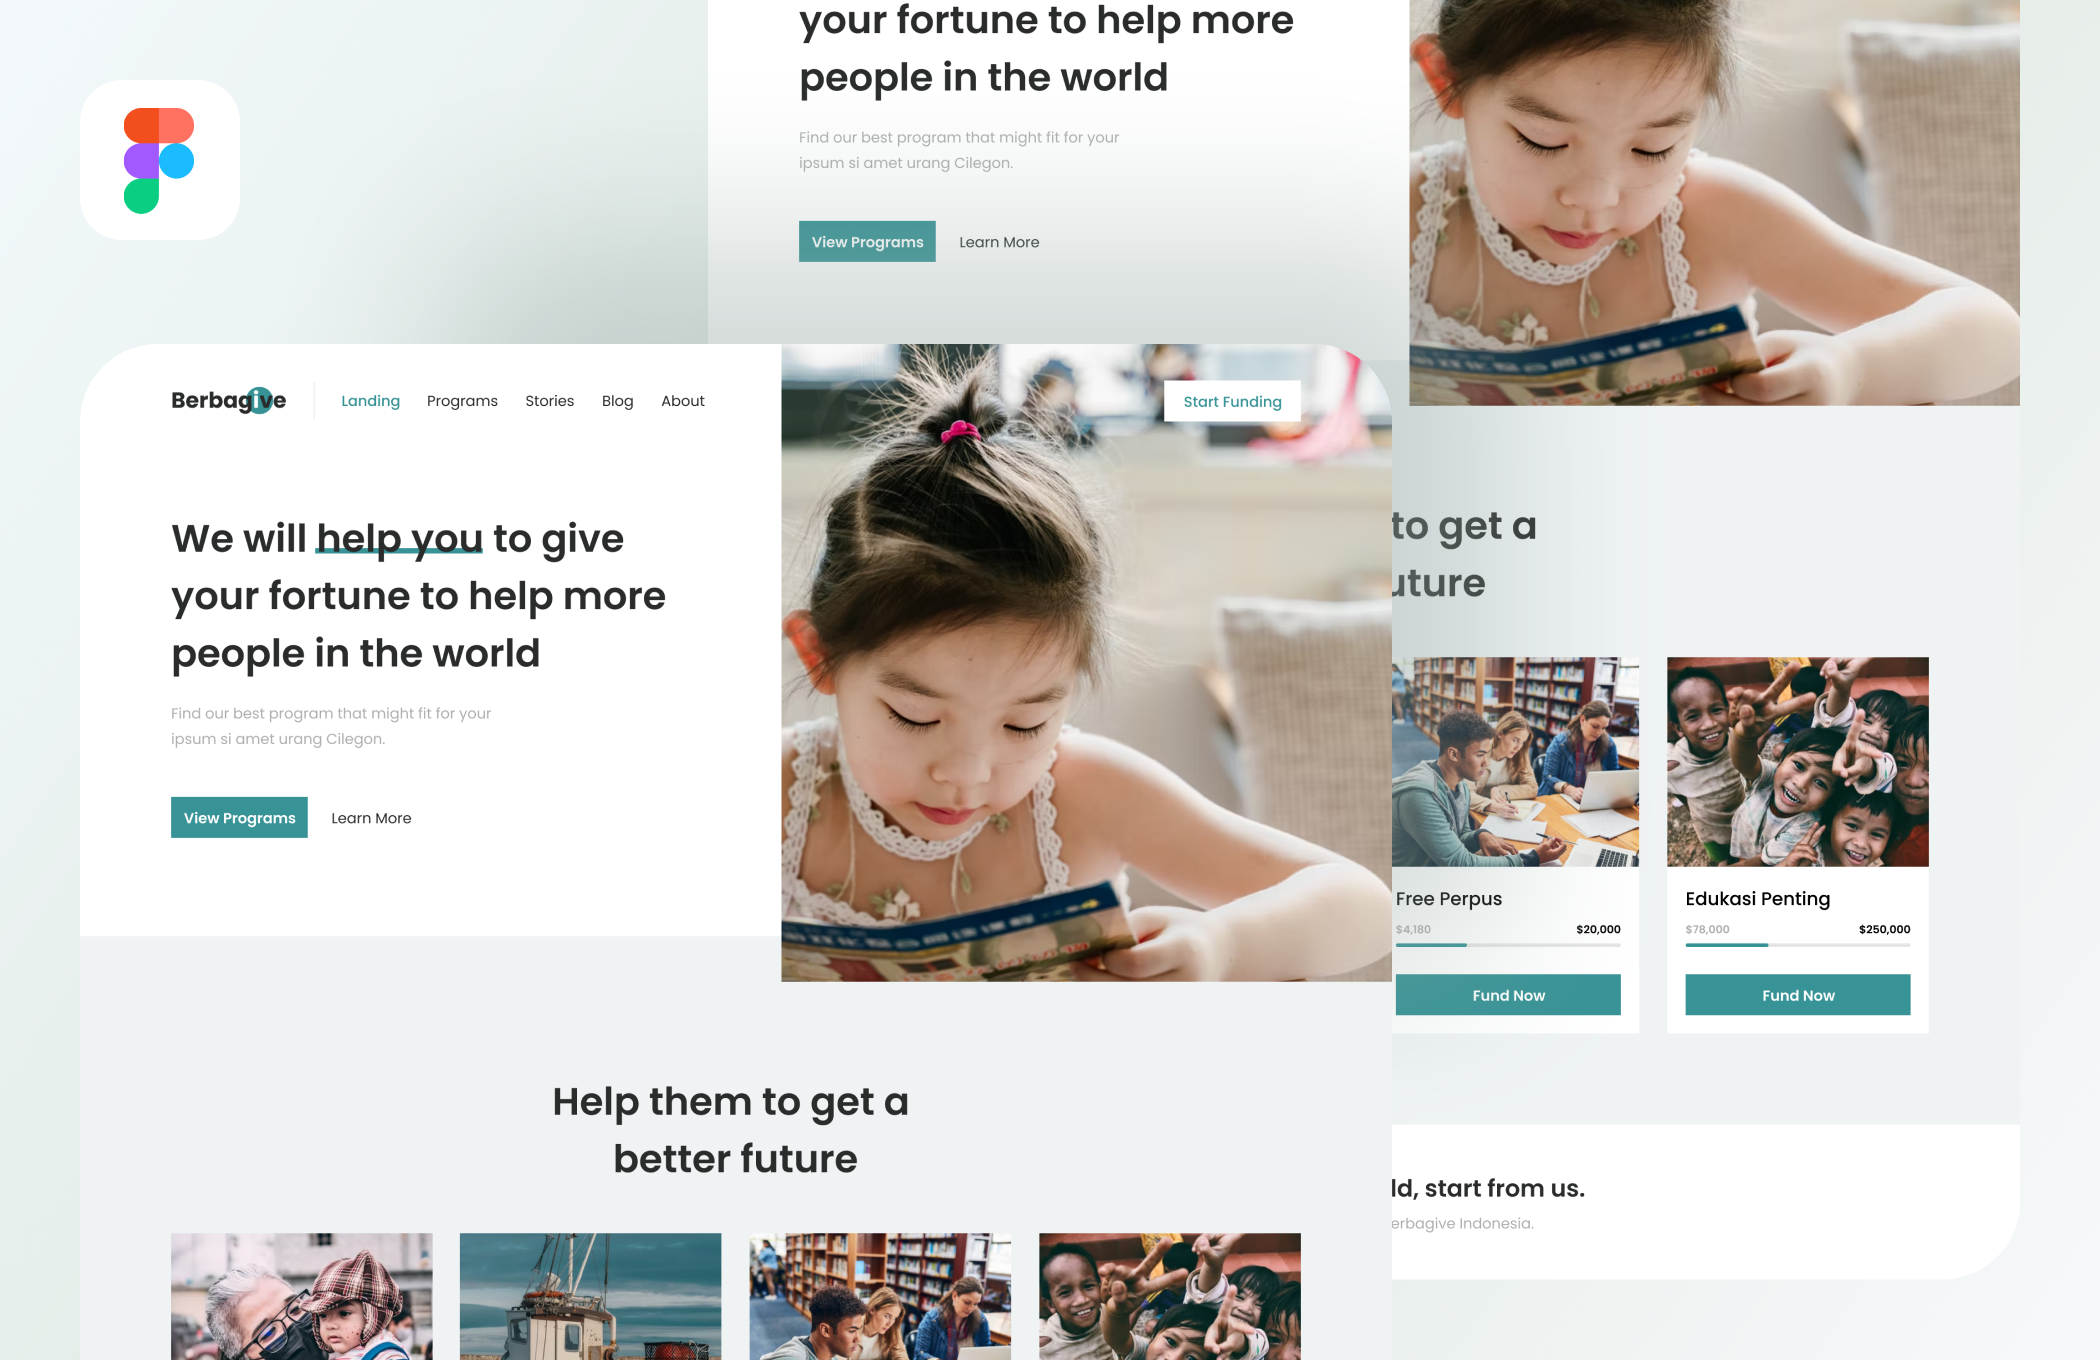 your fortune to help more
people in the world
Find our best program that might fit for your
ipsum si amet urang Cilegon.
View Programs
Learn More
Berbagive
Landing
Programs
Stories
Blog
About
Start Funding
We will help you to give
your fortune to help more
people in the world
Find our best program that might fit for your
ipsum si amet urang Cilegon.
View Programs
Learn More
Help them to get a
better future
to get a
uture
Free Perpus
$4,180
$20,000
Fund Now
Edukasi Penting
$78,000
$250,000
Fund Now
ld, start from us.
erbagive Indonesia.